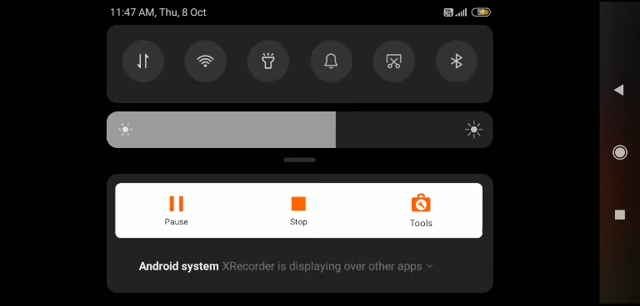 11:47 AM, Thu, 8 Oct
Pause
Stop
Tools
Android system XRecorder is displaying over other apps